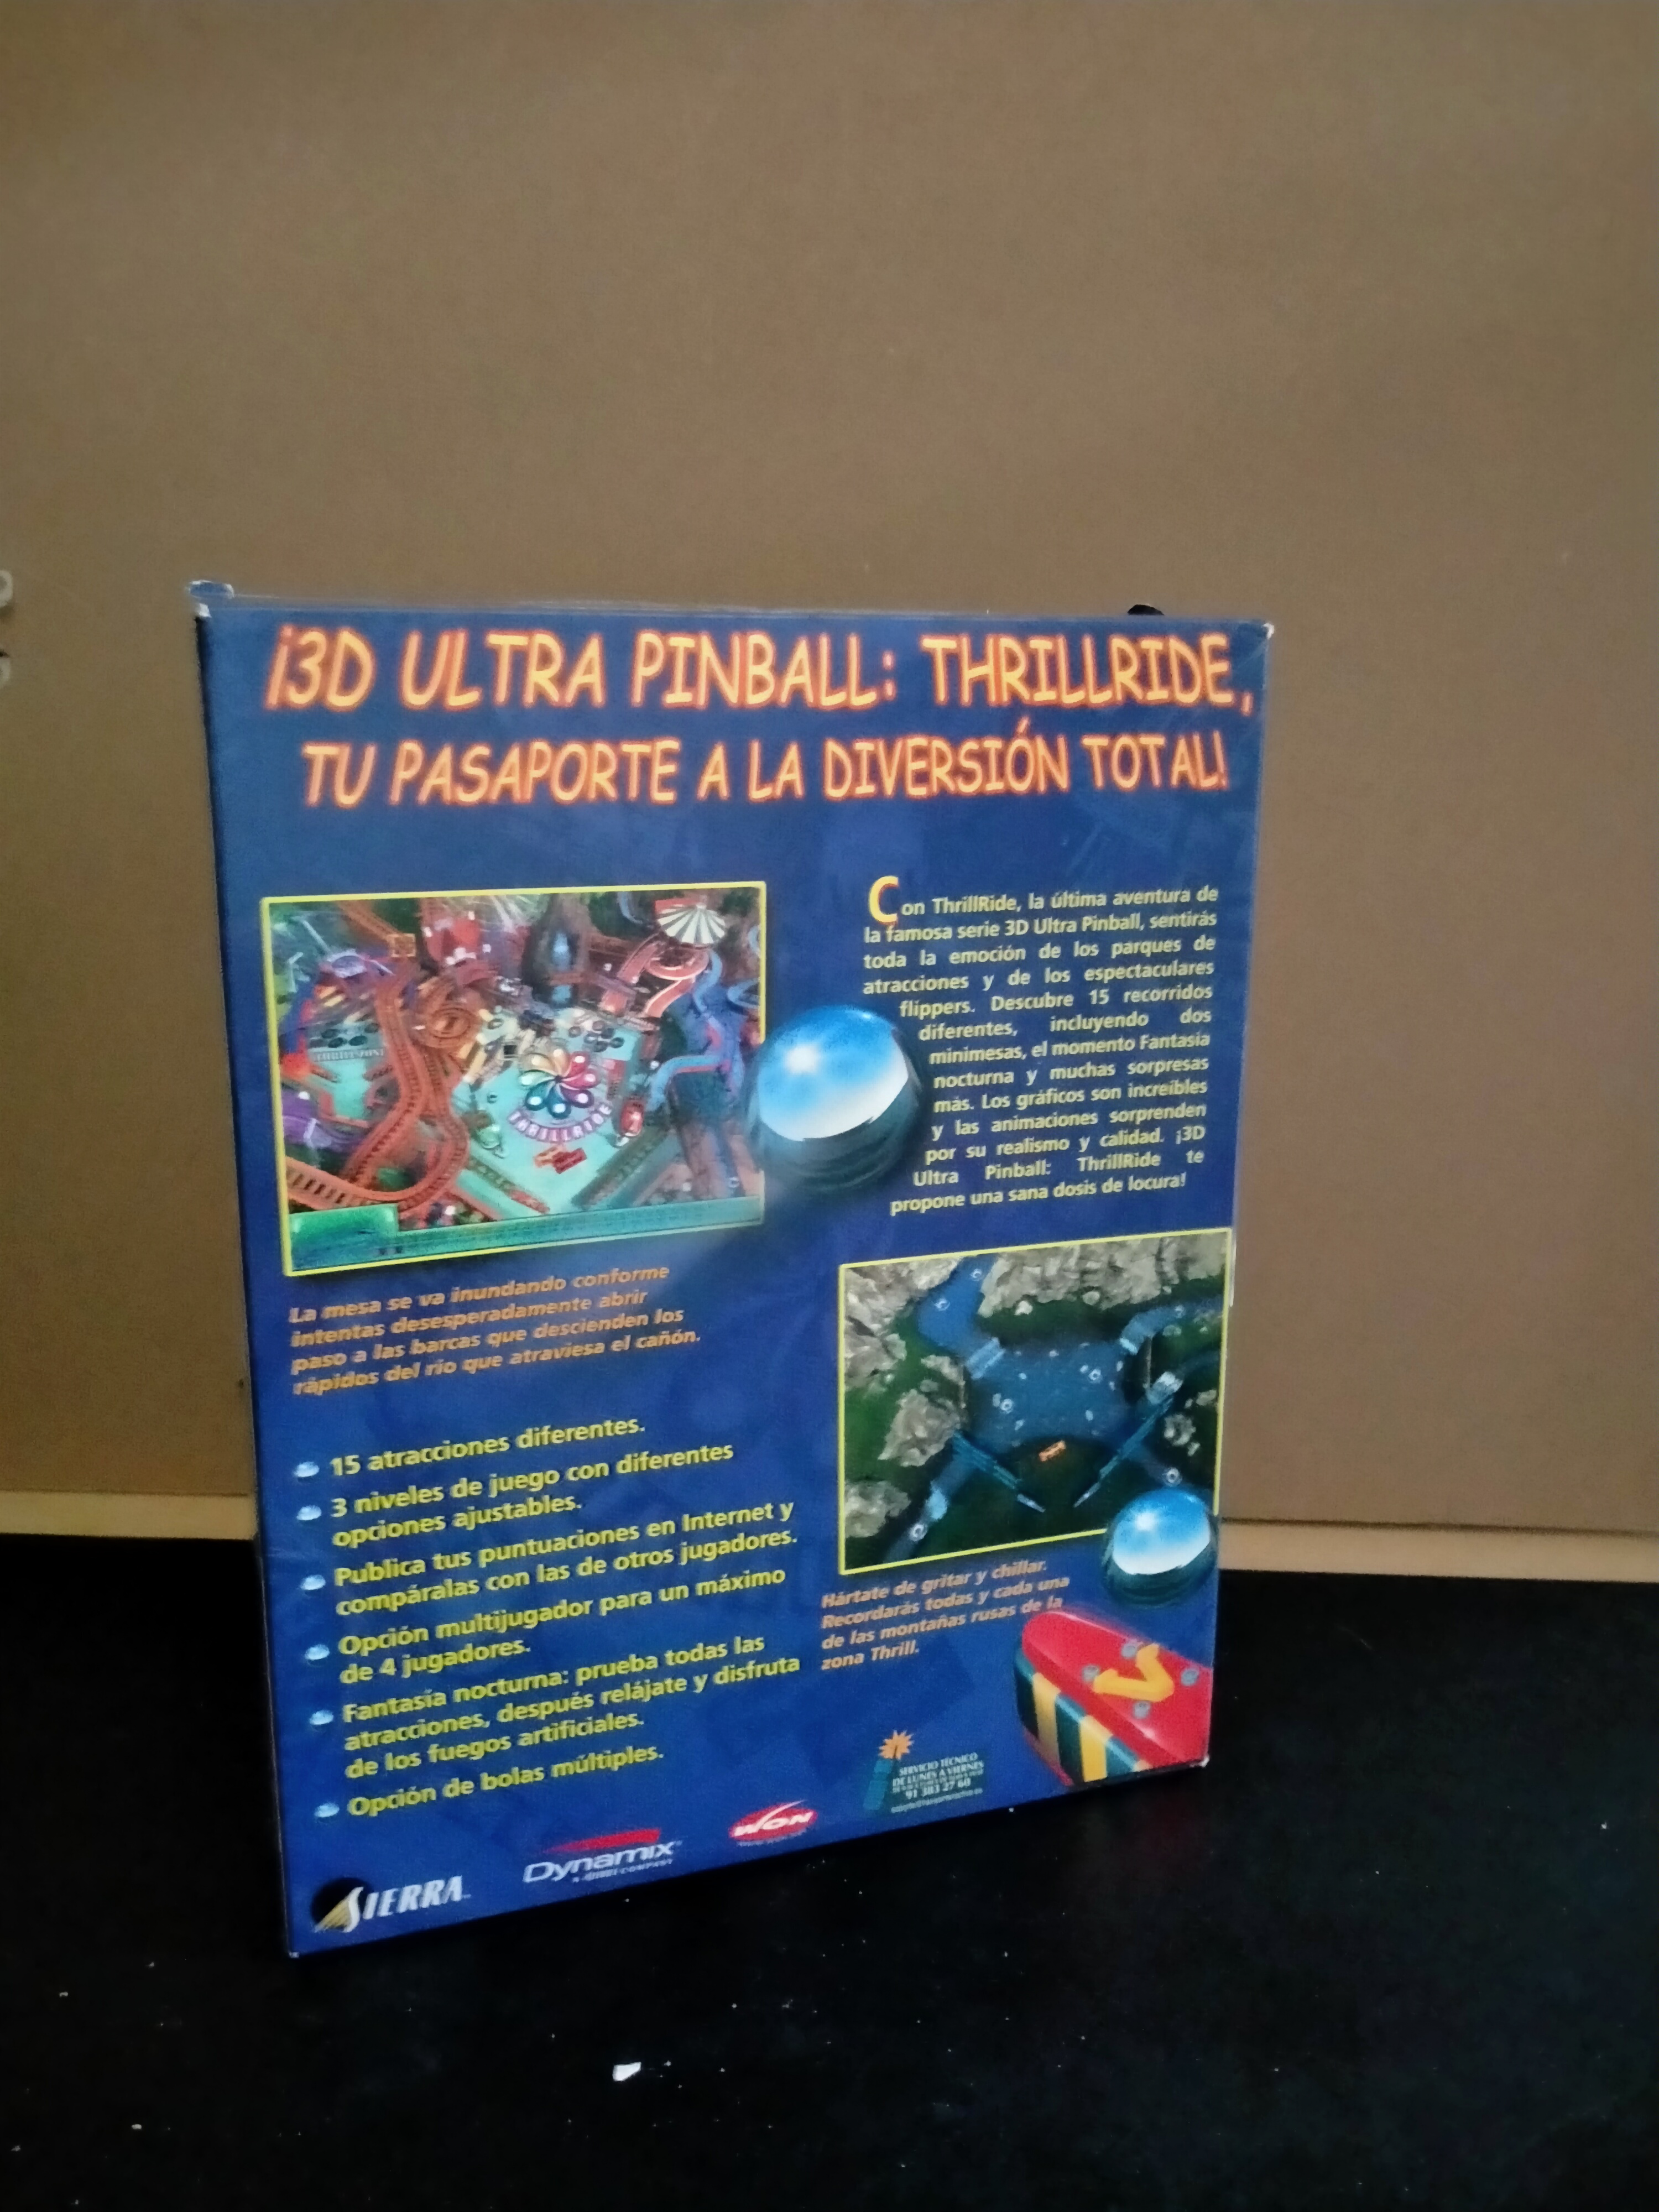 ¡3D ULTRA PINBALL: THRILLRIDE,
TU PASAPORTE A LA DIVERSIÓN TOTAL!
THRILLRIDE
Con ThrillRide, la última aventura de
la famosa serie 3D Ultra Pinball, sentirás
toda la emoción de los parques de
atracciones y de los espectaculares
flippers. Descubre 15 recorridos
diferentes, incluyendo dos
minimesas, el momento Fantasía
nocturna y muchas sorpresas
más. Los gráficos son increíbles
y las animaciones sorprenden
por su realismo y calidad. ¡3D
Ultra Pinball: ThrillRide te
propone una sana dosis de locura!
La mesa se va inundando conforme
intentas desesperadamente abrir
paso a las barcas que descienden los
rápidos del río que atraviesa el cañón.
15 atracciones diferentes.
3 niveles de juego con diferentes
opciones ajustables.
Publica tus puntuaciones en Internet y
compáralas con las de otros jugadores.
Opción multijugador para un máximo
de 4 jugadores.
Fantasía nocturna: prueba todas las
atracciones, después relájate y disfruta
de los fuegos artificiales.
Opción de bolas múltiples.
Hártate de gritar y chillar.
Recordarás todas y cada una
de las montañas rusas de la
zona Thrill.
SERVICIO TÉCNICO
DE LUNES A VIERNES
91 383 27 60
SIERRA
Dynamix
A SIERRA COMPANY
WON